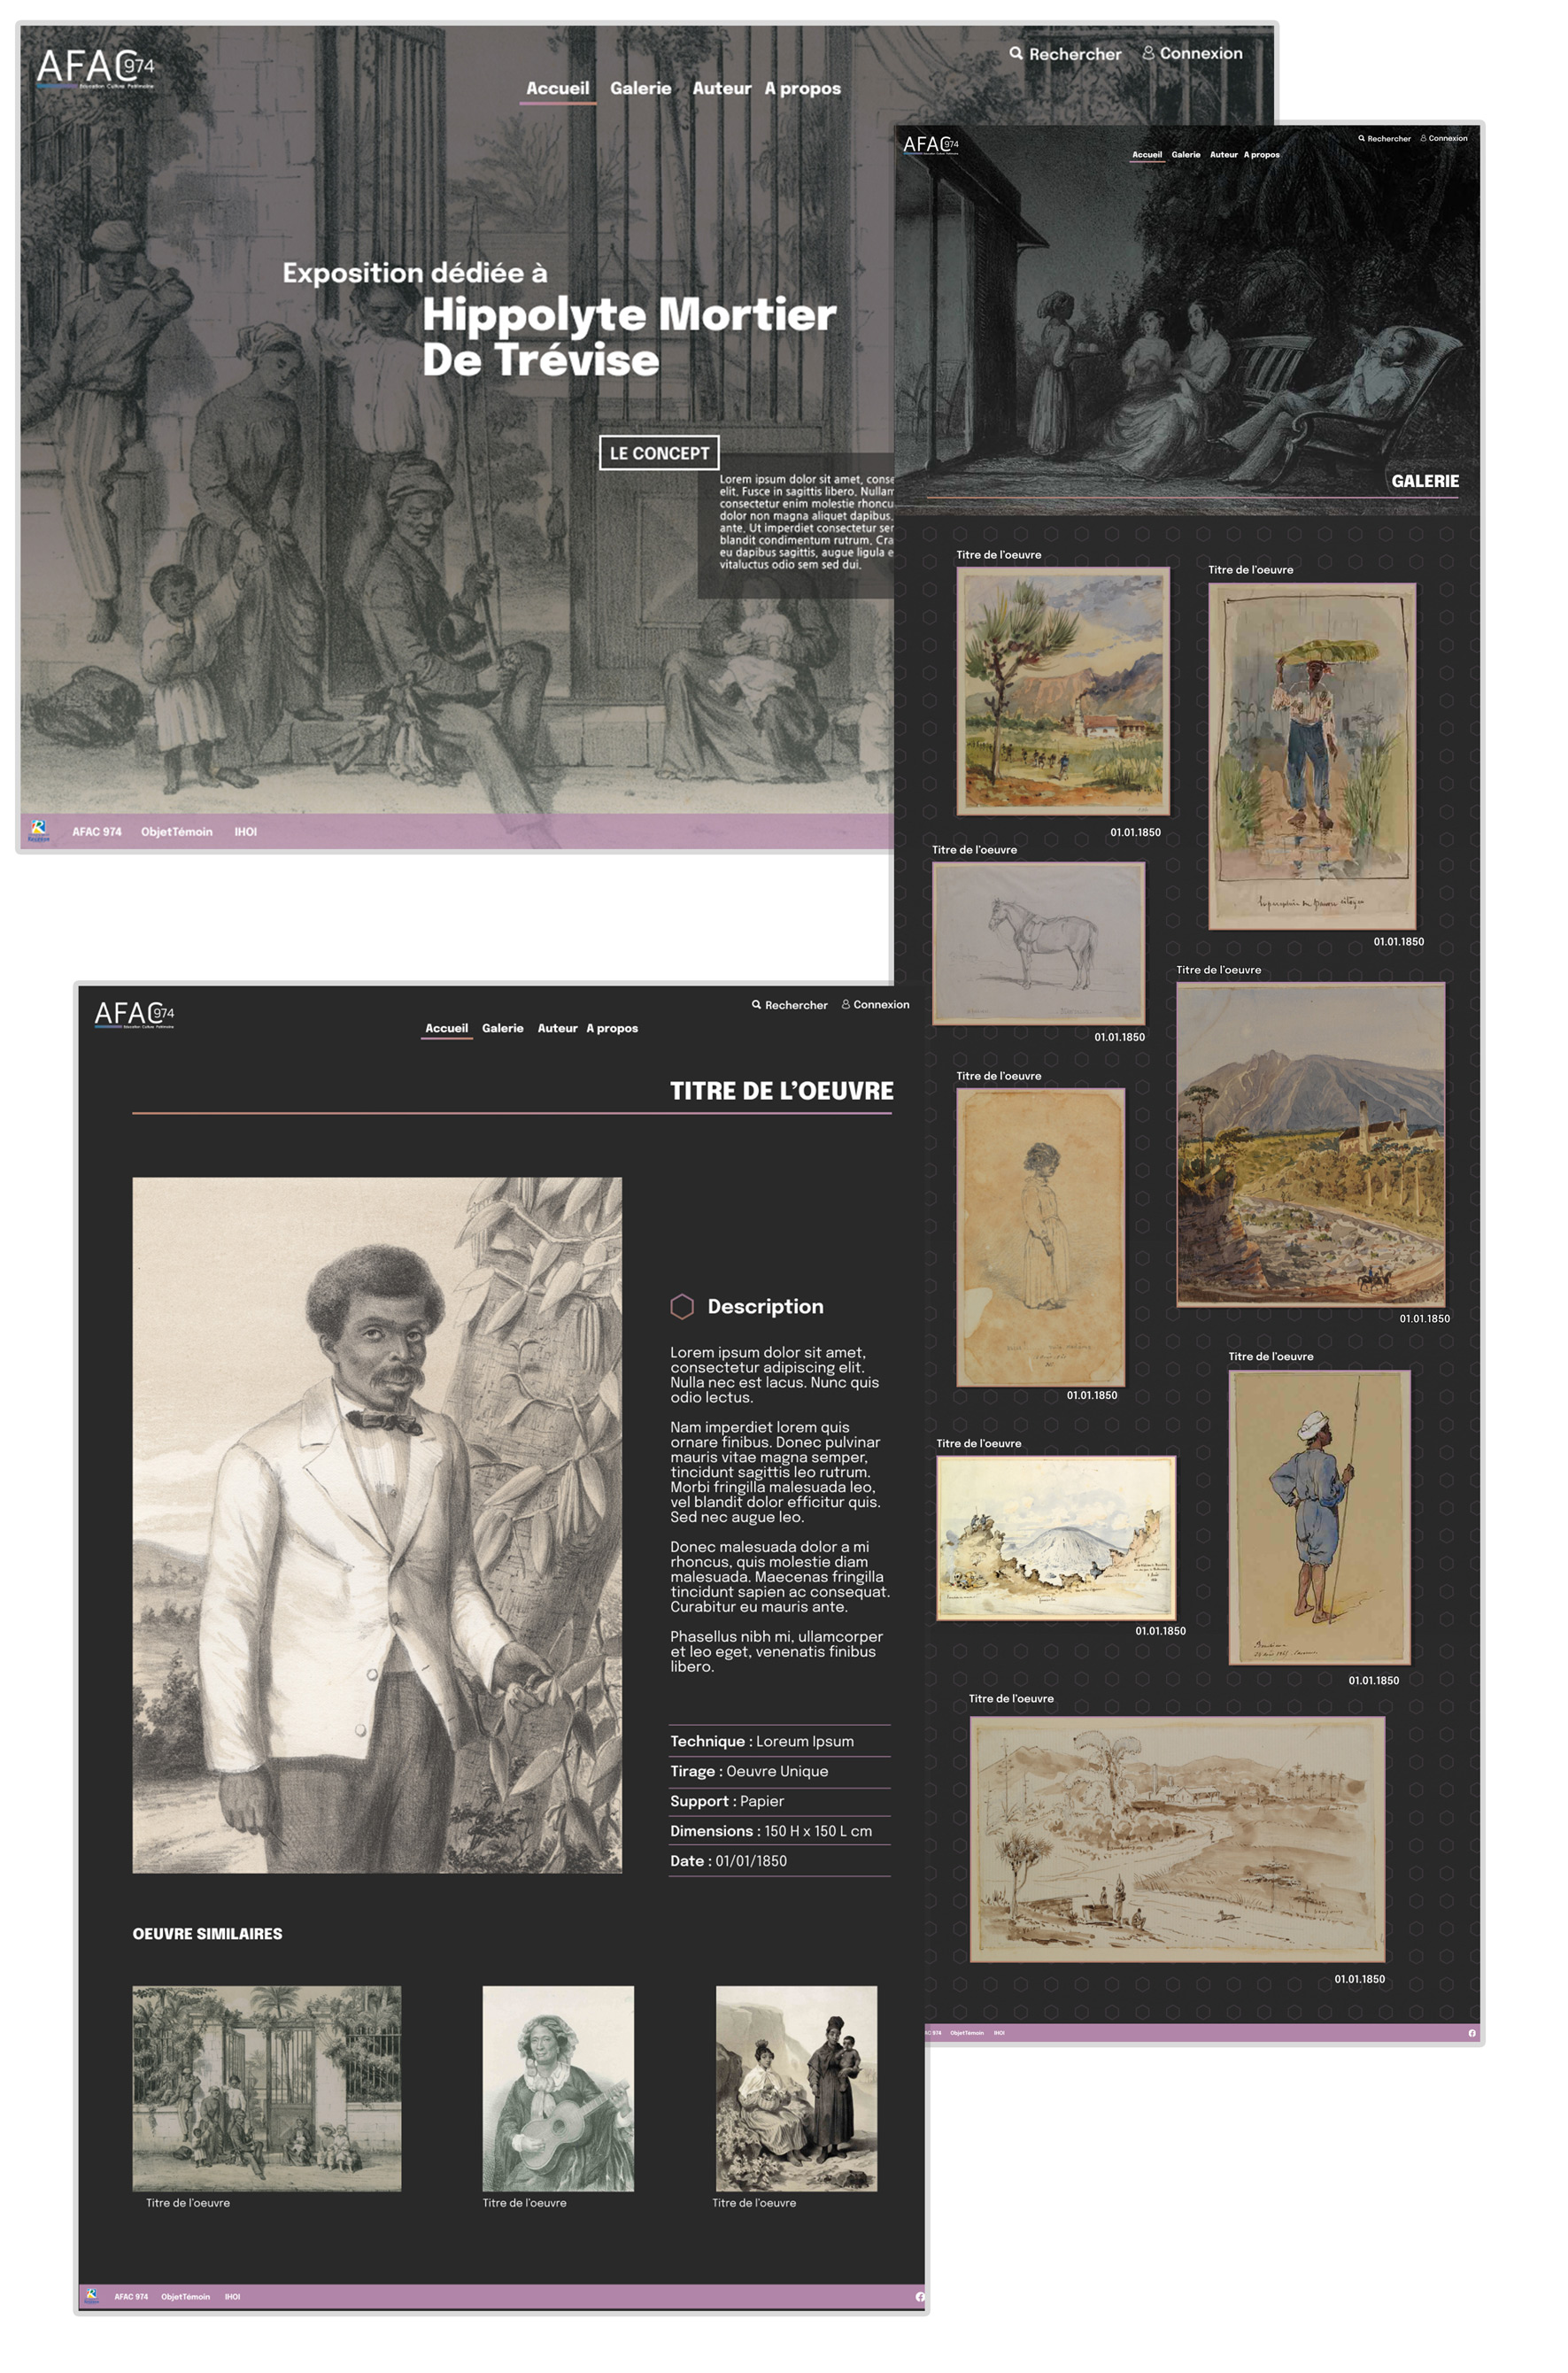 AFAC974
Education Culture Patrimoine
Rechercher Connexion
Accueil Galerie Auteur A propos
Exposition dédiée à
Hippolyte Mortier
De Trévise
LE CONCEPT
Lorem ipsum dolor sit amet, conse
elit. Fusce in sagittis libero. Nullam
consectetur enim molestie rhoncu
dolor non magna aliquet dapibus.
ante. Ut imperdiet consectetur ser
blandit condimentum rutrum. Cra
eu dapibus sagittis, augue ligula e
vitaluctus odio sem sed dui.
AFAC 974 ObjetTémoin IHOI
AFAC974
Rechercher Connexion
Accueil Galerie Auteur A propos
GALERIE
Titre de l'oeuvre
Titre de l'oeuvre
01.01.1850
Titre de l'oeuvre
01.01.1850
Titre de l'oeuvre
01.01.1850
Titre de l'oeuvre
01.01.1850
Titre de l'oeuvre
01.01.1850
Titre de l'oeuvre
01.01.1850
01.01.1850
Titre de l'oeuvre
01.01.1850
AC 974 ObjetTémoin IHOI
AFAC974
Education Culture Patrimoine
Rechercher Connexion
Accueil Galerie Auteur A propos
TITRE DE L'OEUVRE
Description
Lorem ipsum dolor sit amet,
consectetur adipiscing elit.
Nulla nec est lacus. Nunc quis
odio lectus.
Nam imperdiet lorem quis
ornare finibus. Donec pulvinar
mauris vitae magna semper,
tincidunt sagittis leo rutrum.
Morbi fringilla malesuada leo,
vel blandit dolor efficitur quis.
Sed nec augue leo.
Donec malesuada dolor a mi
rhoncus, quis molestie diam
malesuada. Maecenas fringilla
tincidunt sapien ac consequat.
Curabitur eu mauris ante.
Phasellus nibh mi, ullamcorper
et leo eget, venenatis finibus
libero.
Technique : Loreum Ipsum
Tirage : Oeuvre Unique
Support : Papier
Dimensions : 150 H x 150 L cm
Date : 01/01/1850
OEUVRE SIMILAIRES
Titre de l'oeuvre Titre de l'oeuvre Titre de l'oeuvre
AFAC 974 ObjetTémoin IHOI